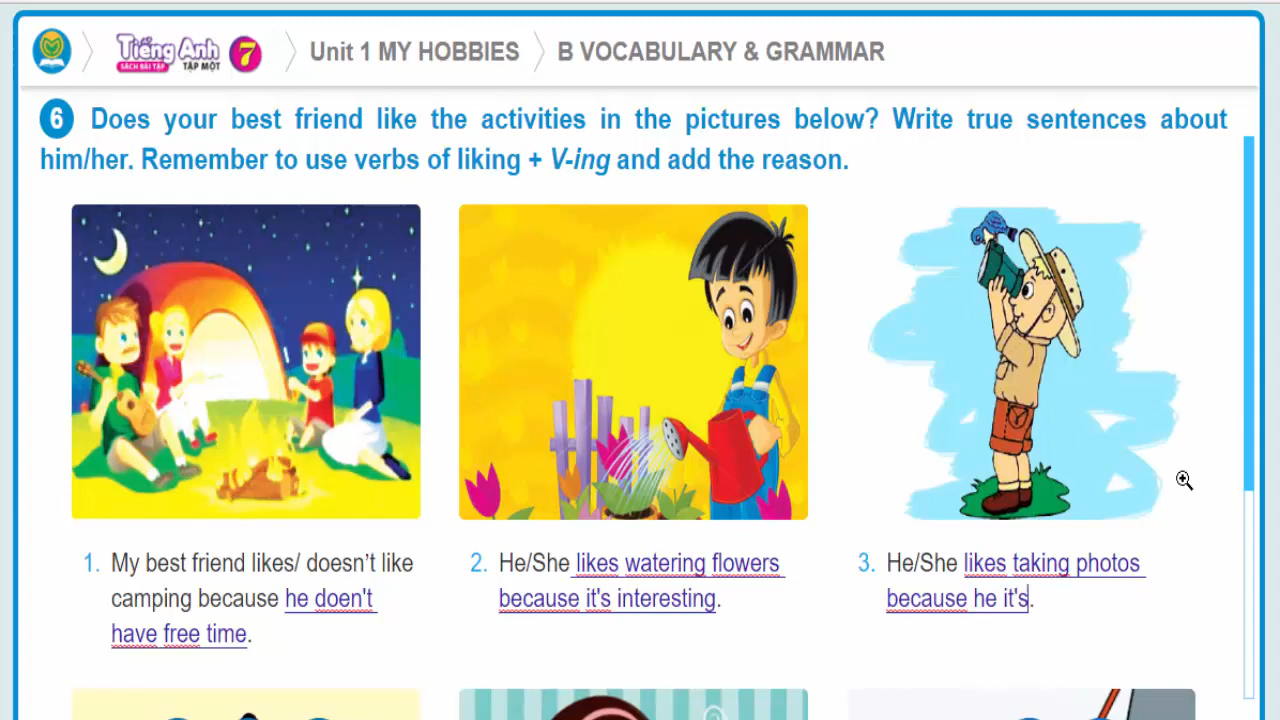 Tiếng Anh 7
SÁCH BÀI TẬP TẬP MỘT
Unit 1 MY HOBBIES
B VOCABULARY & GRAMMAR
6 Does your best friend like the activities in the pictures below? Write true sentences about
him/her. Remember to use verbs of liking + V-ing and add the reason.
1. My best friend likes/ doesn't like
camping because he doen't
have free time.
2. He/She likes watering flowers
because it's interesting.
3. He/She likes taking photos
because he it's.